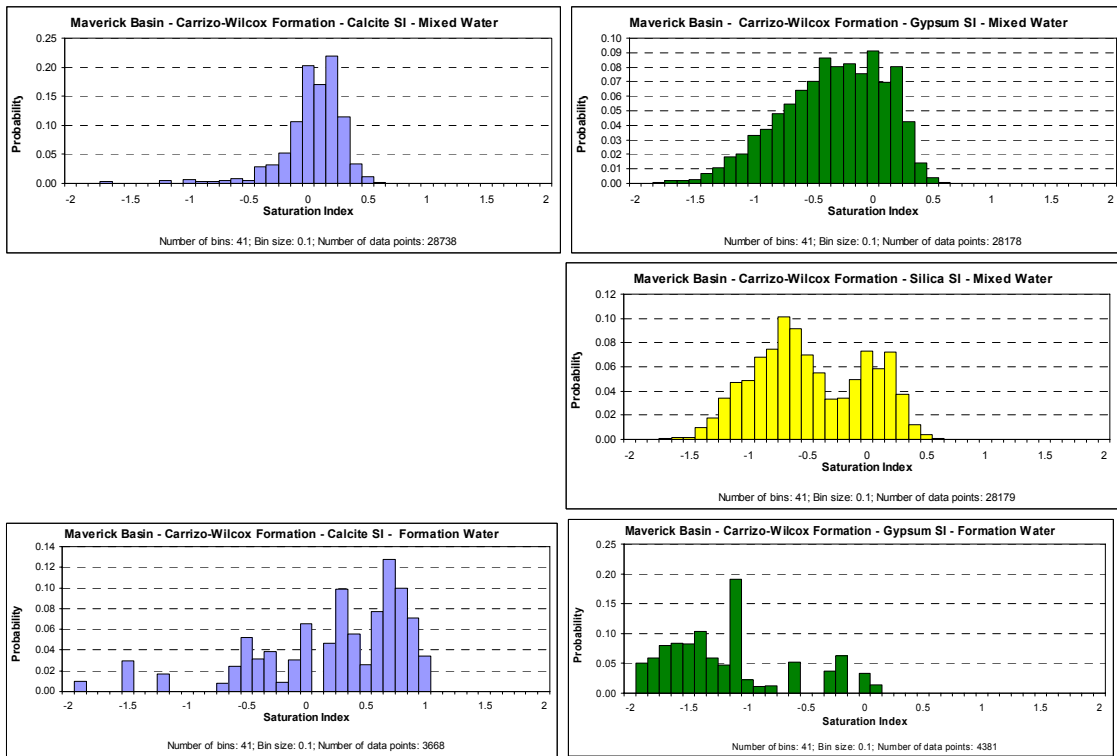 Maverick Basin - Carrizo-Wilcox Formation - Calcite SI - Mixed Water
0.25
0.20
0.15
0.10
0.05
0.00
Probability
-2 -1.5 -1 -0.5 0 0.5 1 1.5 2
Saturation Index
Number of bins: 41; Bin size: 0.1; Number of data points: 28738
Maverick Basin - Carrizo-Wilcox Formation - Gypsum SI - Mixed Water
0.10
0.09
0.08
0.07
0.06
0.05
0.04
0.03
0.02
0.01
0.00
Probability
-2 -1.5 -1 -0.5 0 0.5 1 1.5 2
Saturation Index
Number of bins: 41; Bin size: 0.1; Number of data points: 28178
Maverick Basin - Carrizo-Wilcox Formation - Silica SI - Mixed Water
0.12
0.10
0.08
0.06
0.04
0.02
0.00
Probability
-2 -1.5 -1 -0.5 0 0.5 1 1.5 2
Saturation Index
Number of bins: 41; Bin size: 0.1; Number of data points: 28179
Maverick Basin - Carrizo-Wilcox Formation - Calcite SI - Formation Water
0.14
0.12
0.10
0.08
0.06
0.04
0.02
0.00
Probability
-2 -1.5 -1 -0.5 0 0.5 1 1.5 2
Saturation Index
Number of bins: 41; Bin size: 0.1; Number of data points: 3668
Maverick Basin - Carrizo-Wilcox Formation - Gypsum SI - Formation Water
0.25
0.20
0.15
0.10
0.05
0.00
Probability
-2 -1.5 -1 -0.5 0 0.5 1 1.5 2
Saturation Index
Number of bins: 41; Bin size: 0.1; Number of data points: 4381